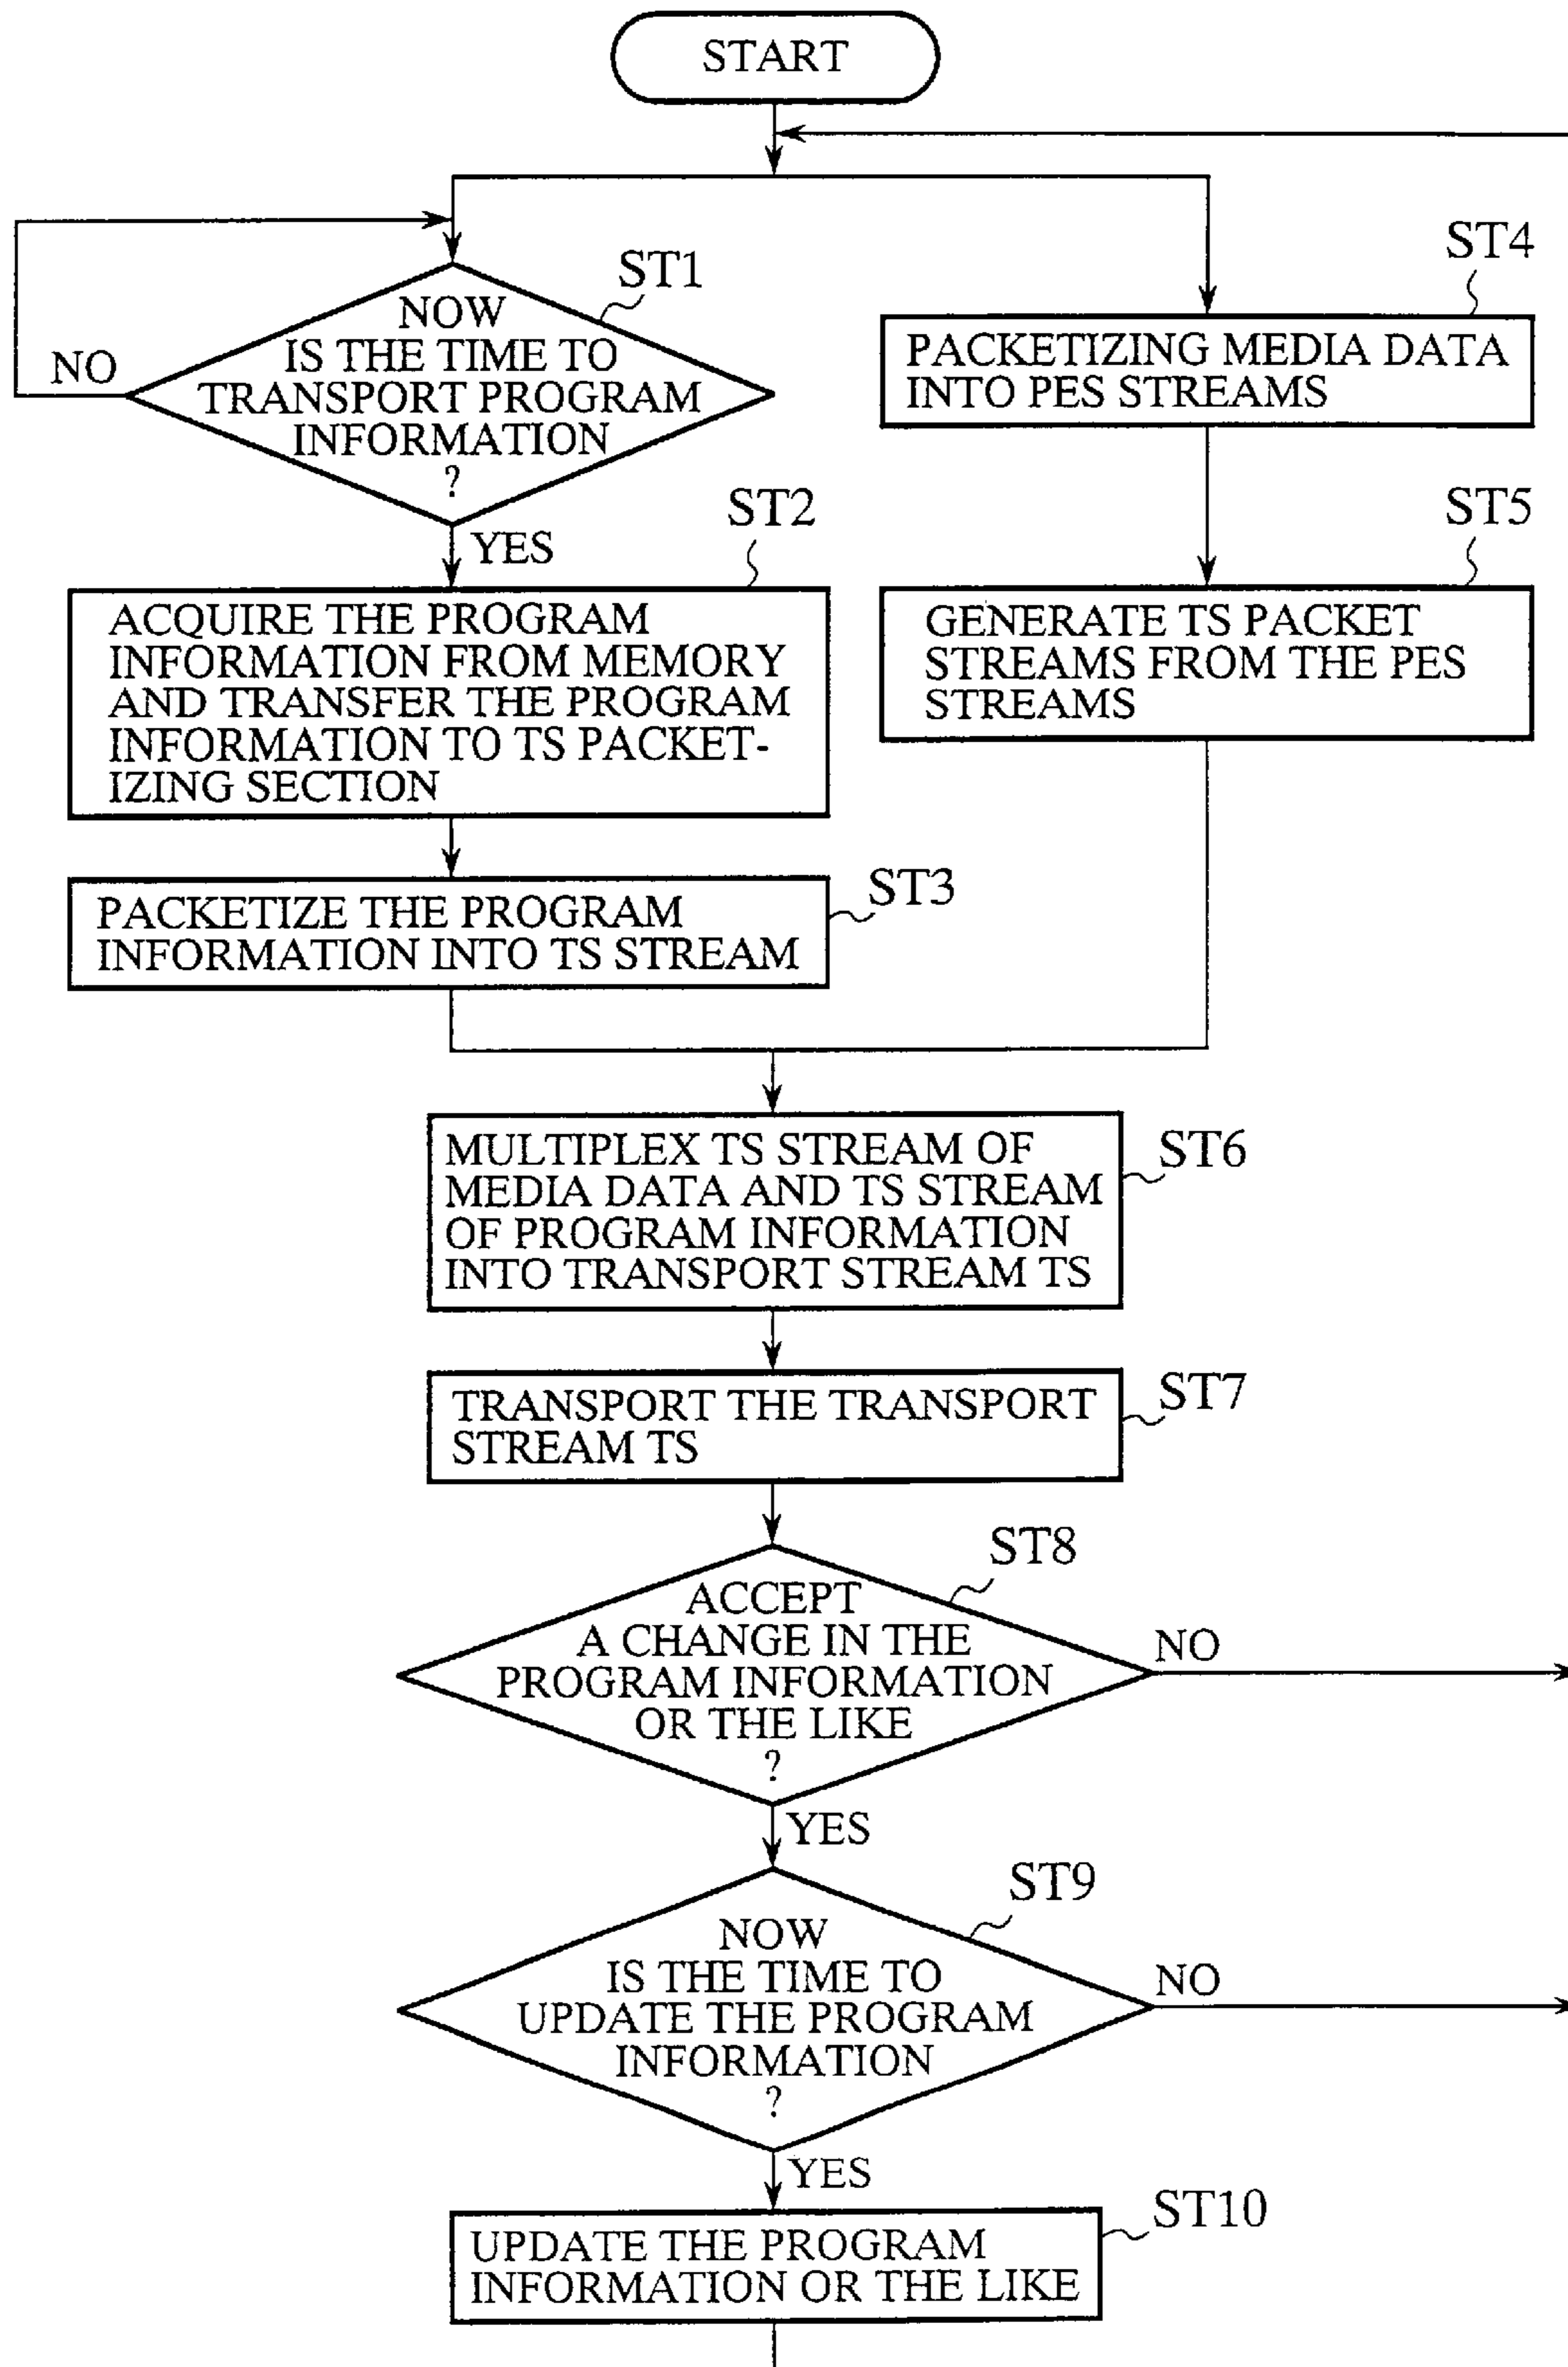 START
ST1
NOW
IS THE TIME TO
TRANSPORT PROGRAM
INFORMATION
?
NO
YES
ST2
ACQUIRE THE PROGRAM
INFORMATION FROM MEMORY
AND TRANSFER THE PROGRAM
INFORMATION TO TS PACKET-
IZING SECTION
ST3
PACKETIZE THE PROGRAM
INFORMATION INTO TS STREAM
ST4
PACKETIZING MEDIA DATA
INTO PES STREAMS
ST5
GENERATE TS PACKET
STREAMS FROM THE PES
STREAMS
ST6
MULTIPLEX TS STREAM OF
MEDIA DATA AND TS STREAM
OF PROGRAM INFORMATION
INTO TRANSPORT STREAM TS
ST7
TRANSPORT THE TRANSPORT
STREAM TS
ST8
ACCEPT
A CHANGE IN THE
PROGRAM INFORMATION
OR THE LIKE
?
NO
YES
ST9
NOW
IS THE TIME TO
UPDATE THE PROGRAM
INFORMATION
?
NO
YES
ST10
UPDATE THE PROGRAM
INFORMATION OR THE LIKE